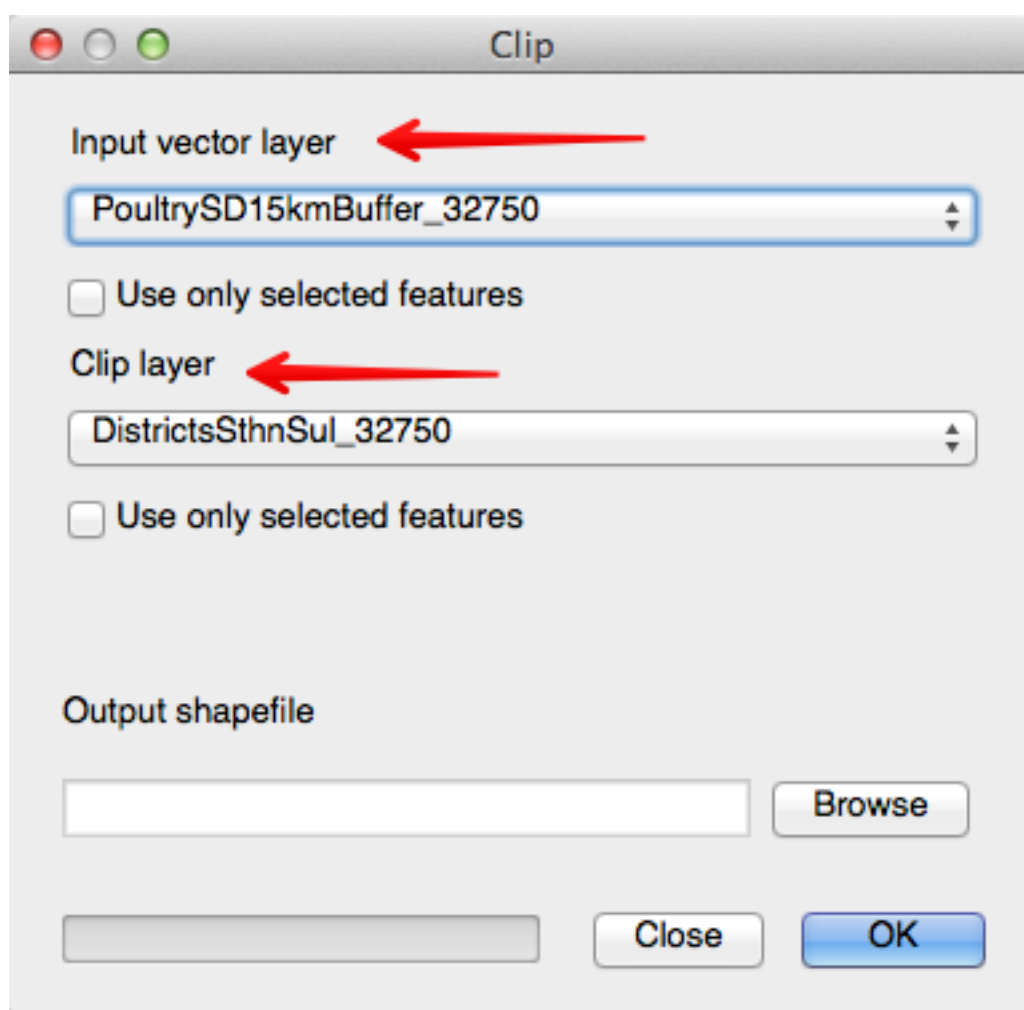 Clip
Input vector layer
PoultrySD15kmBuffer_32750
Use only selected features
Clip layer
DistrictsSthnSul_32750
Use only selected features
Output shapefile
Browse
Close
OK